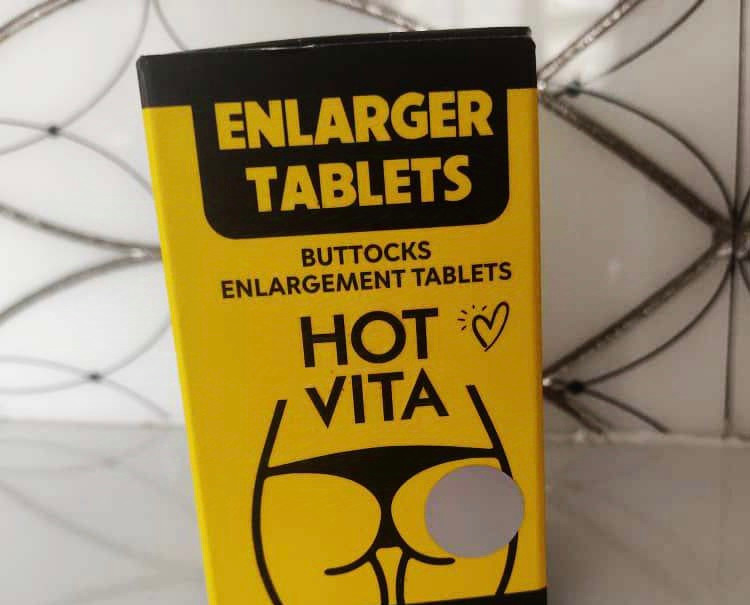 ENLARGER
TABLETS
BUTTOCKS
ENLARGEMENT TABLETS
HOT
VITA